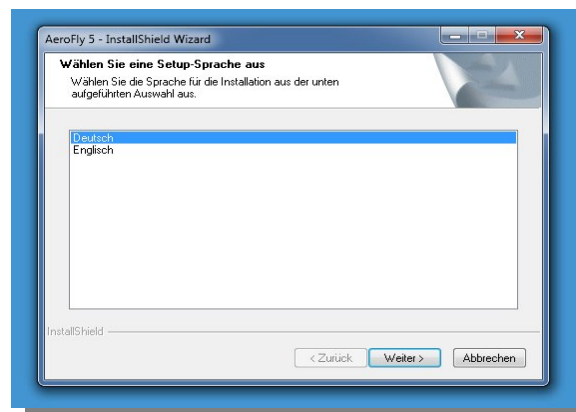 AeroFly 5 - InstallShield Wizard
Wählen Sie eine Setup-Sprache aus
Wählen Sie die Sprache für die Installation aus der unten
aufgeführten Auswahl aus.
Deutsch
Englisch
InstallShield
< Zurück Weiter > Abbrechen